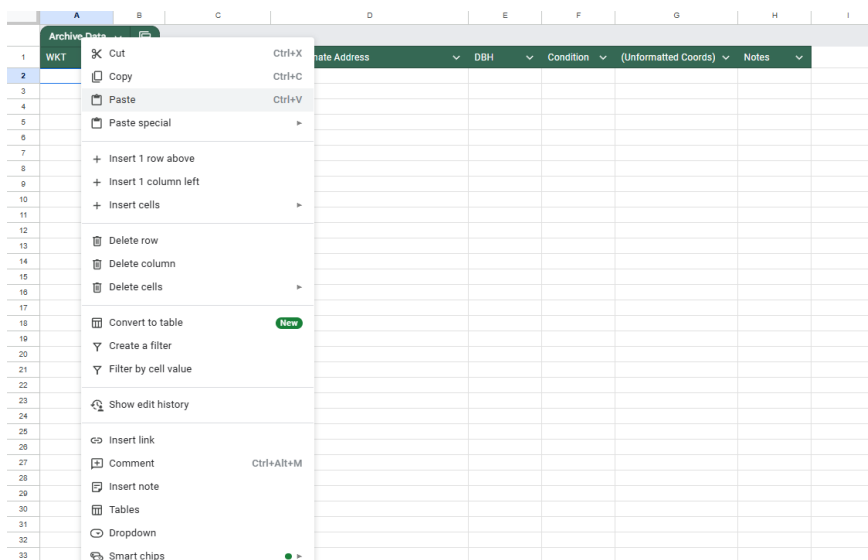 A B C D E F G H I
Archive Data
1 WKT mate Address DBH Condition (Unformatted Coords) Notes
2
3
4
5
6
7
8
9
10
11
12
13
14
15
16
17
18
19
20
21
22
23
24
25
26
27
28
29
30
31
32
33
Cut Ctrl+X
Copy Ctrl+C
Paste Ctrl+V
Paste special
Insert 1 row above
Insert 1 column left
Insert cells
Delete row
Delete column
Delete cells
Convert to table New
Create a filter
Filter by cell value
Show edit history
Insert link
Comment Ctrl+Alt+M
Insert note
Tables
Dropdown
Smart chips